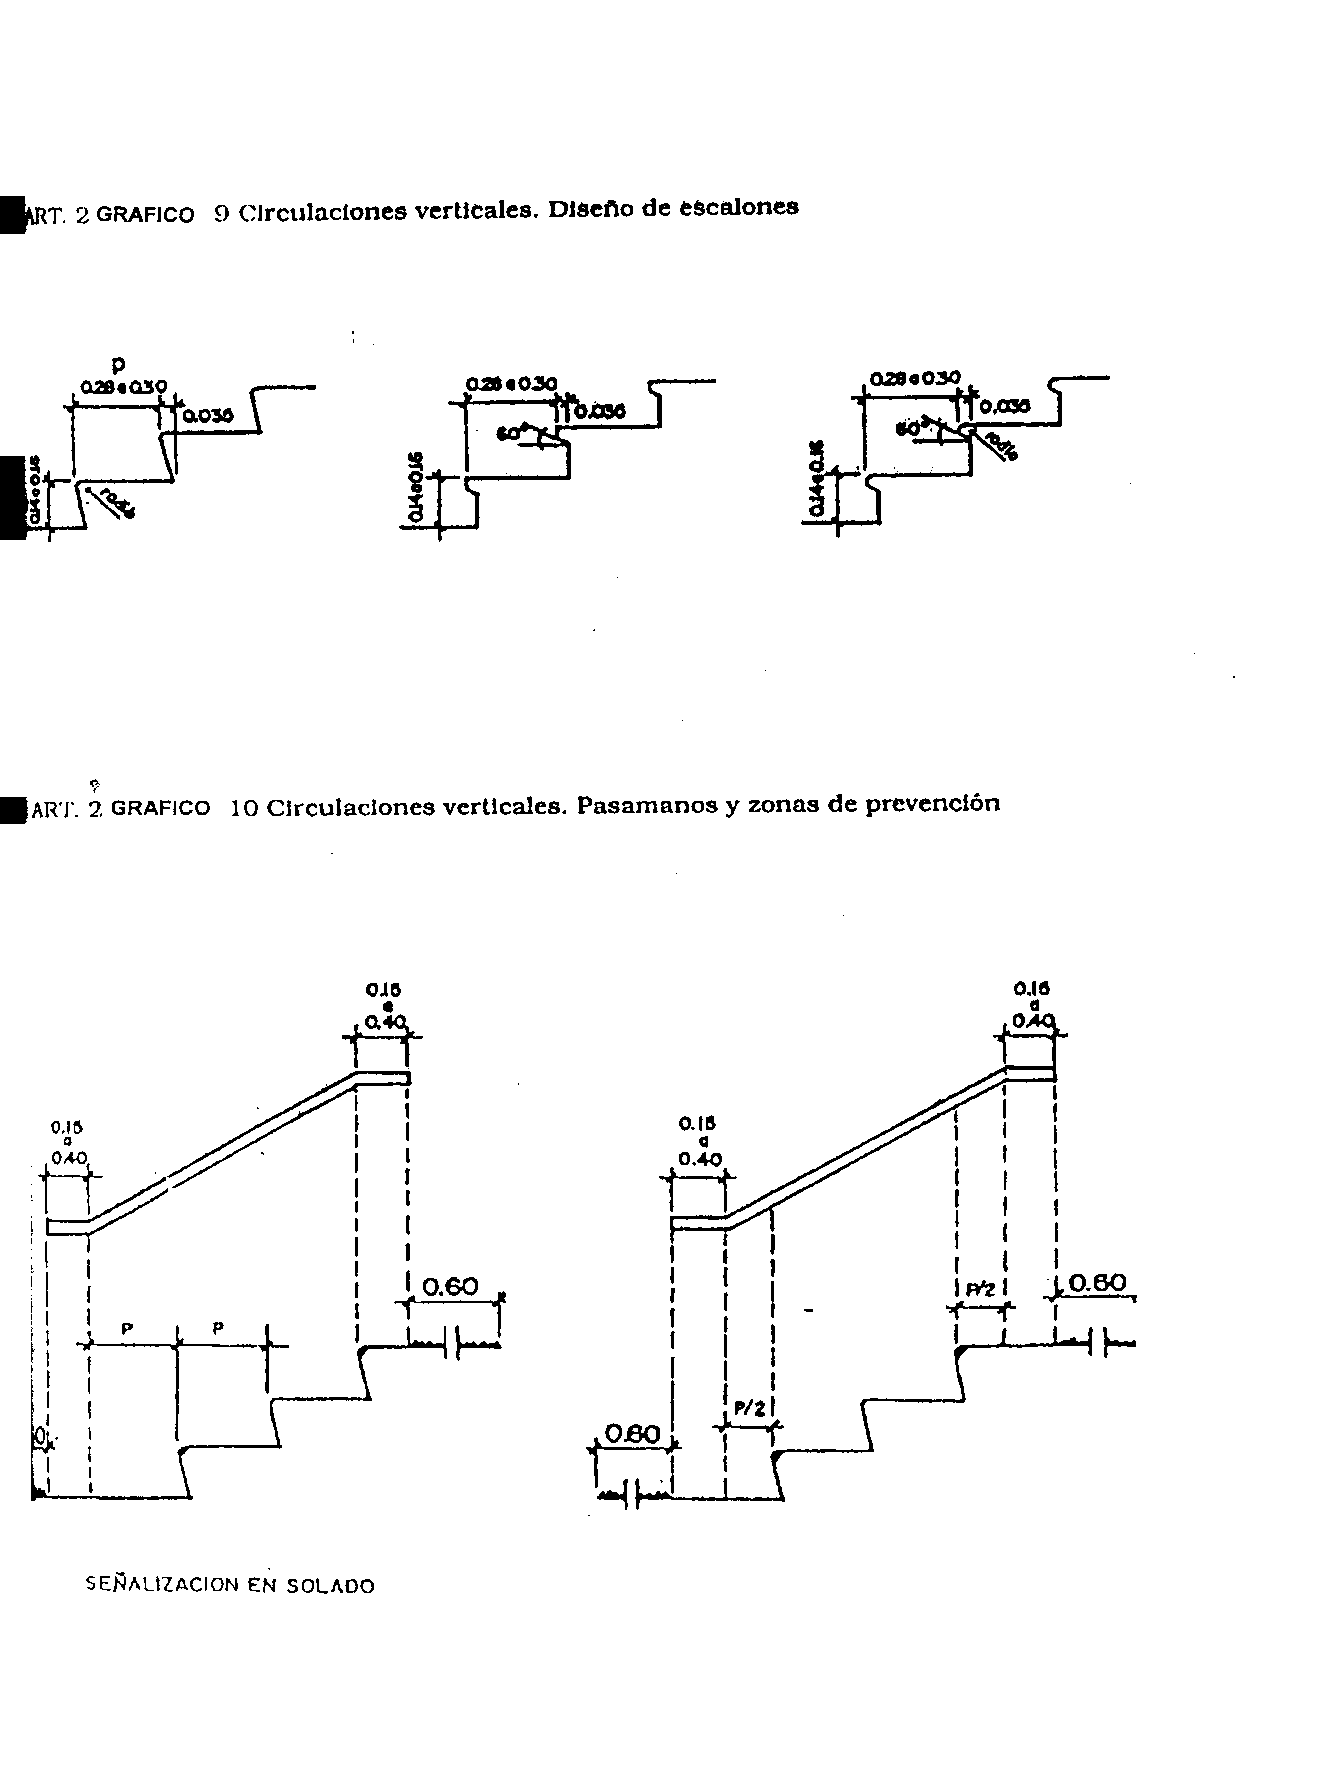 ART. 2 GRAFICO 9 Circulaciones verticales. Diseño de escalones
P
0.28 a 0.30
0.035
0.14 a 0.16
radio
0.28 a 0.30
0.035
60°
0.14 a 0.16
0.28 a 0.30
0,035
60°
radio
0.14 a 0.16
ART. 2 GRAFICO 10 Circulaciones verticales. Pasamanos y zonas de prevención
0.15
a
0.40
0.15
a
0.40
0.60
P P
0.15
a
0.40
0.15
a
0.40
P/2
0.60
P/2
0.60
SEÑALIZACION EN SOLADO